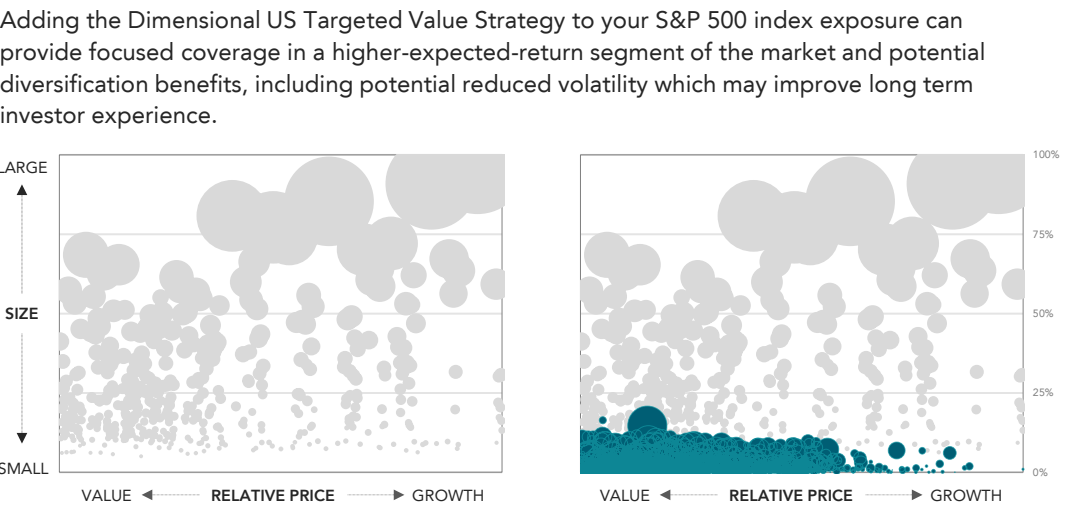 Adding the Dimensional US Targeted Value Strategy to your S&P 500 index exposure can
provide focused coverage in a higher-expected-return segment of the market and potential
diversification benefits, including potential reduced volatility which may improve long term
investor experience.
LARGE
SIZE
SMALL
VALUE RELATIVE PRICE GROWTH
100%
75%
50%
25%
0%
VALUE RELATIVE PRICE GROWTH